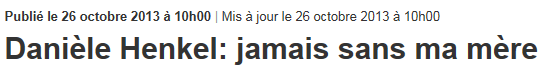 Publié le 26 octobre 2013 à 10h00 | Mis à jour le 26 octobre 2013 à 10h00
Danièle Henkel: jamais sans ma mère